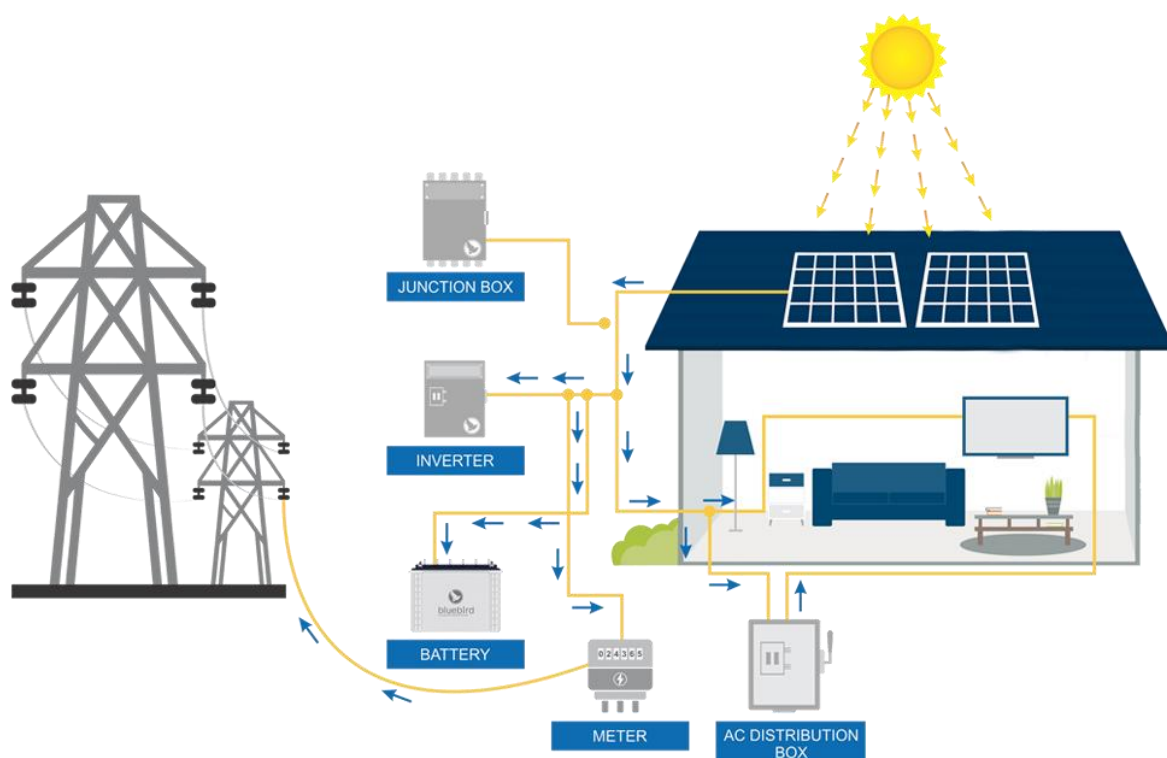 JUNCTION BOX
INVERTER
bluebird
BATTERY
024365
METER
AC DISTRIBUTION
BOX